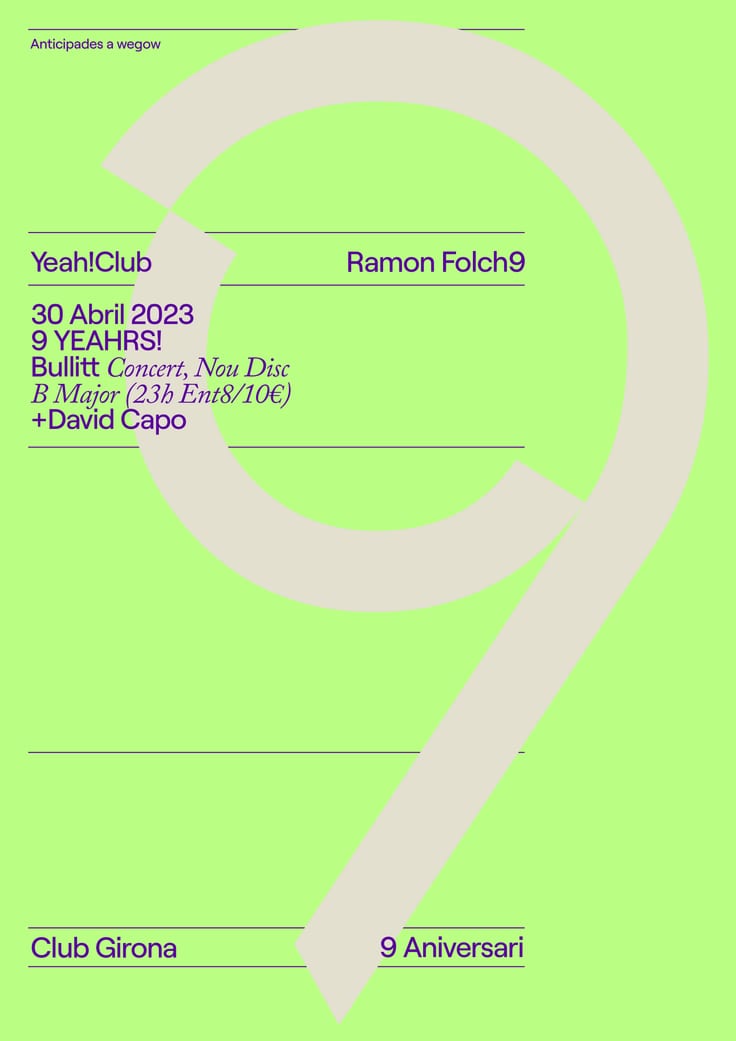 Anticipades a wegow
Yeah!Club
Ramon Folch9
30 Abril 2023
9 YEAHRS!
Bullitt Concert, Nou Disc
B Major (23h Ent8/10€)
+David Capo
9
Club Girona
9 Aniversari